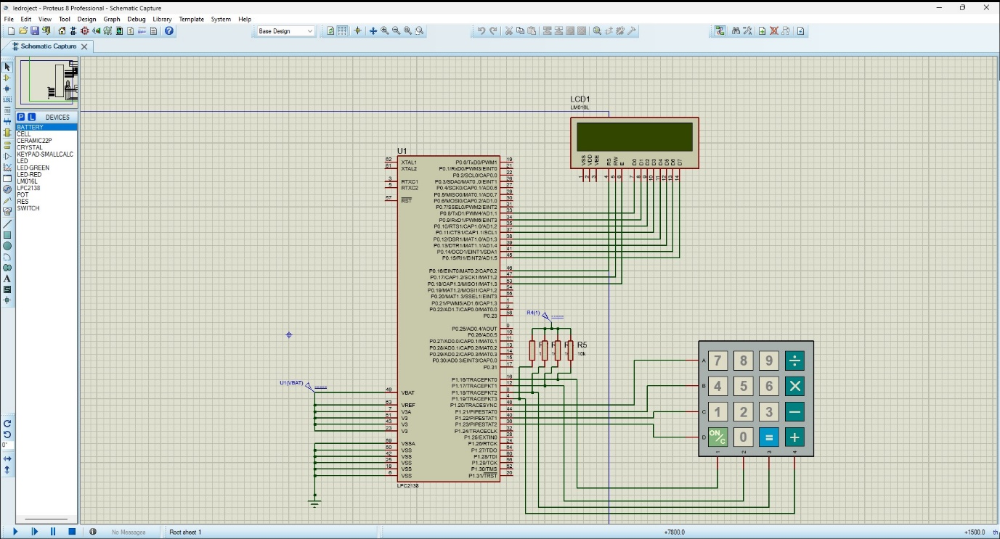 ledroject - Proteus 8 Professional - Schematic Capture
File Edit View Tool Design Graph Debug Library Template System Help
Base Design
Schematic Capture
P L DEVICES
BATTERY
CELL
CERAMIC22P
CRYSTAL
KEYPAD-SMALLCALC
LED
LED-GREEN
LED-RED
LM016L
LPC2138
POT
RES
SWITCH
0°
LCD1
LM016L
VSS VDD VEE RS RW E D0 D1 D2 D3 D4 D5 D6 D7
1 2 3 4 5 6 7 8 9 10 11 12 13 14
U1
62 XTAL1 P0.0/TxD0/PWM1 19
61 XTAL2 P0.1/RxD0/PWM3/EINT0 21
P0.2/SCL0/CAP0.0 22
3 RTXC1 P0.3/SDA0/MAT0.0/EINT1 26
5 RTXC2 P0.4/SCK0/CAP0.1/AD0.6 27
P0.5/MISO0/MAT0.1/AD0.7 29
57 RST P0.6/MOSI0/CAP0.2/AD1.0 30
P0.7/SSEL0/PWM2/EINT2 31
P0.8/TxD1/PWM4/AD1.1 33
P0.9/RxD1/PWM6/EINT3 34
P0.10/RTS1/CAP1.0/AD1.2 35
P0.11/CTS1/CAP1.1/SCL1 37
P0.12/DSR1/MAT1.0/AD1.3 38
P0.13/DTR1/MAT1.1/AD1.4 39
P0.14/DCD1/EINT1/SDA1 41
P0.15/RI1/EINT2/AD1.5 45
P0.16/EINT0/MAT0.2/CAP0.2 46
P0.17/CAP1.2/SCK1/MAT1.2 47
P0.18/CAP1.3/MISO1/MAT1.3 53
P0.19/MAT1.2/MOSI1/CAP1.2 54
P0.20/MAT1.3/SSEL1/EINT3 55
P0.21/PWM5/AD1.6/CAP1.3 1
P0.22/AD1.7/CAP0.0/MAT0.0 2
P0.23 58
P0.25/AD0.4/AOUT 9
P0.26/AD0.5 10
P0.27/AD0.0/CAP0.1/MAT0.1 11
P0.28/AD0.1/CAP0.2/MAT0.2 13
P0.29/AD0.2/CAP0.3/MAT0.3 14
P0.30/AD0.3/EINT3/CAP0.0 15
P0.31 17
P1.16/TRACEPKT0 16
P1.17/TRACEPKT1 12
P1.18/TRACEPKT2 8
49 VBAT P1.19/TRACEPKT3 4
63 VREF P1.20/TRACESYNC 48
7 V3A P1.21/PIPESTAT0 44
51 V3 P1.22/PIPESTAT1 40
43 V3 P1.23/PIPESTAT2 36
23 V3 P1.24/TRACECLK 32
P1.25/EXTIN0 28
59 VSSA P1.26/RTCK 24
50 VSS P1.27/TDO 64
42 VSS P1.28/TDI 60
25 VSS P1.29/TCK 56
18 VSS P1.30/TMS 52
6 VSS P1.31/TRST 20
LPC2138
U1(VBAT)
R4(1)
R5
10k
A 7 8 9 ÷
B 4 5 6 ×
C 1 2 3 −
D ON/C 0 = +
1 2 3 4
No Messages Root sheet 1 +7800.0 +1500.0 th